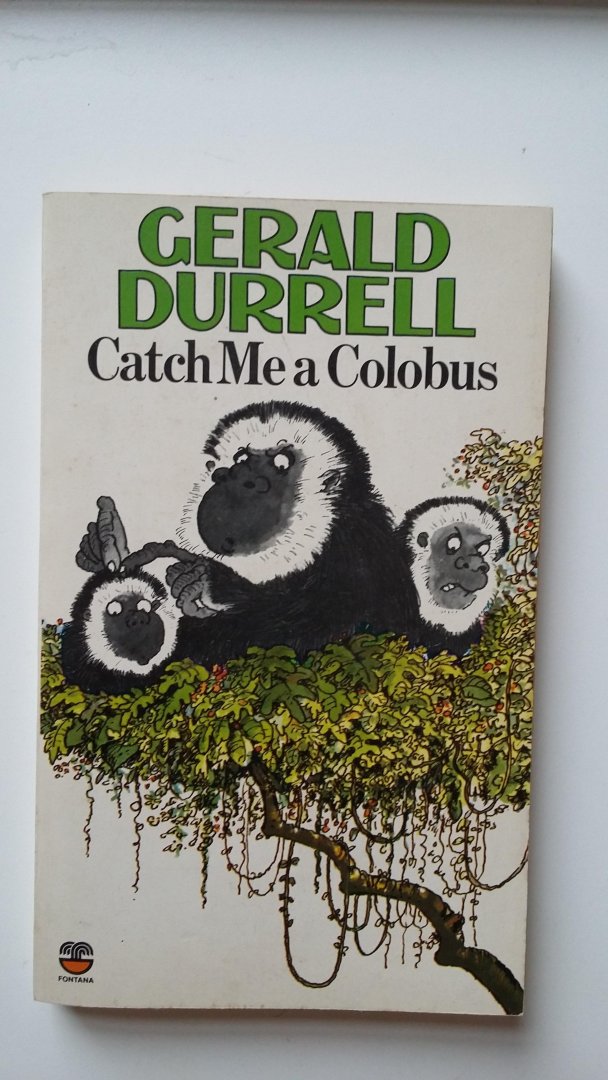 GERALD
DURRELL
Catch Me a Colobus
FONTANA